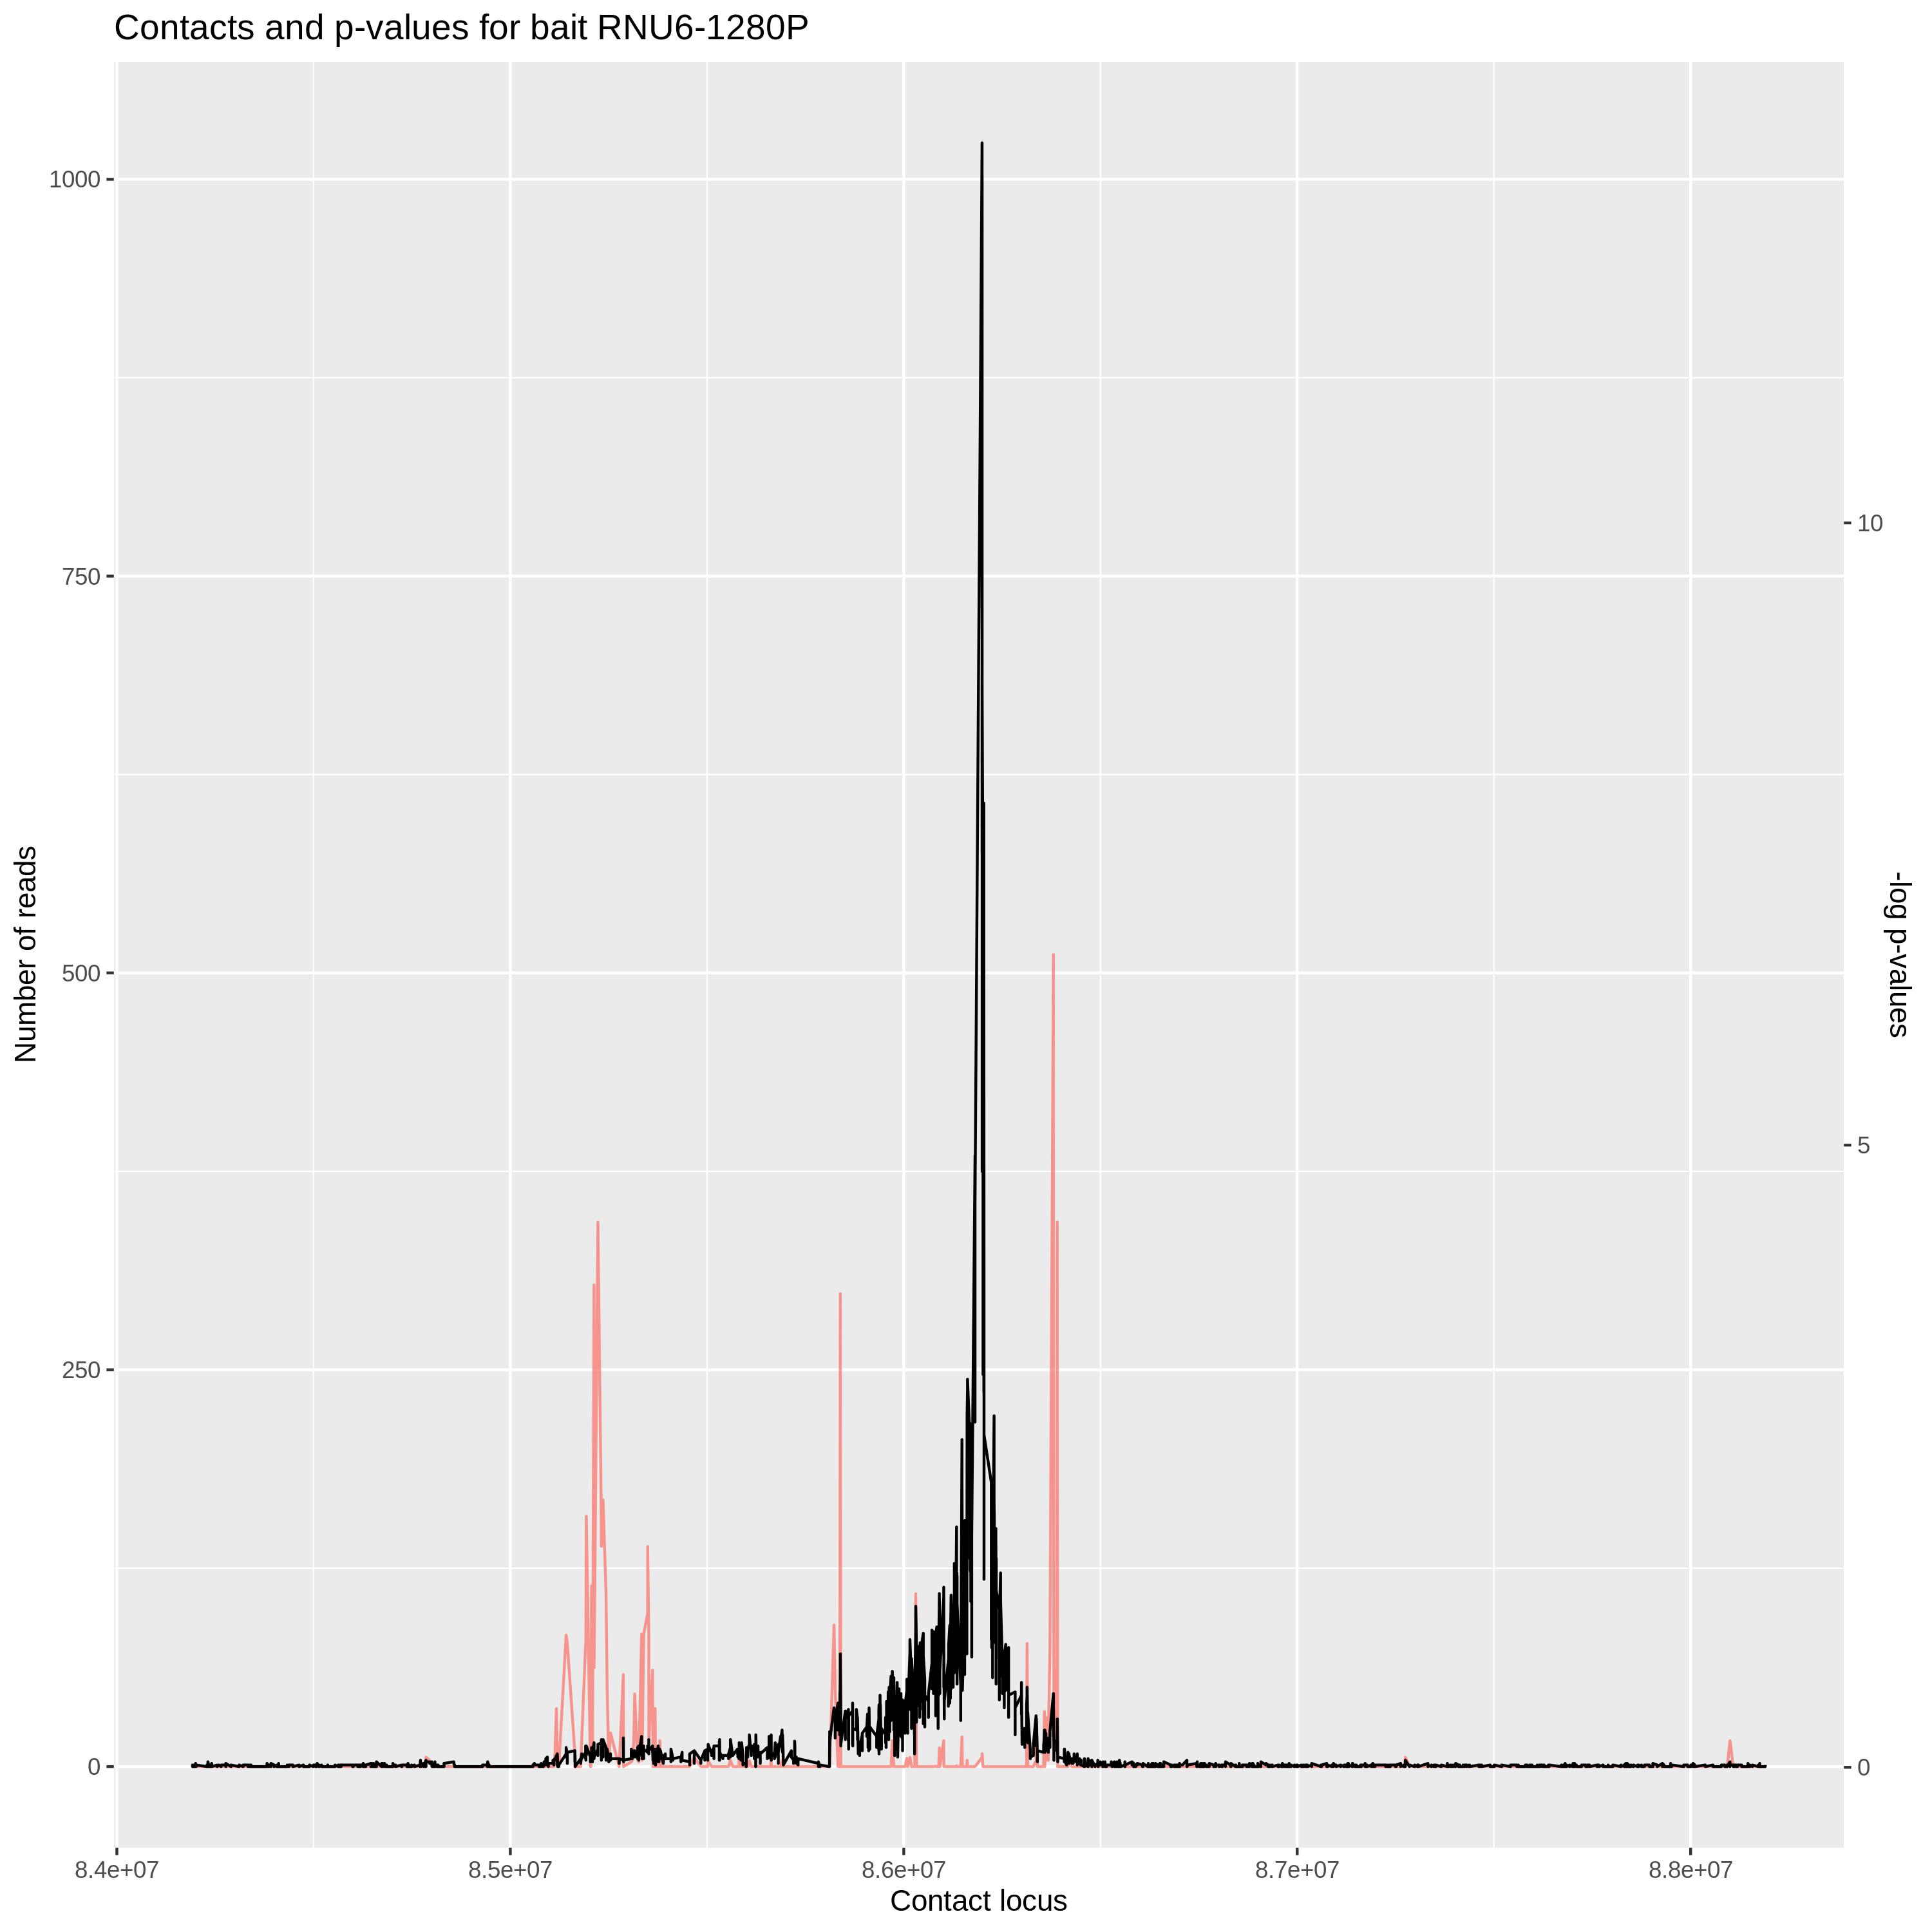 Contacts and p-values for bait RNU6-1280P
1000
750
500
250
0
Number of reads
10
5
0
-log p-values
8.4e+07
8.5e+07
8.6e+07
8.7e+07
8.8e+07
Contact locus